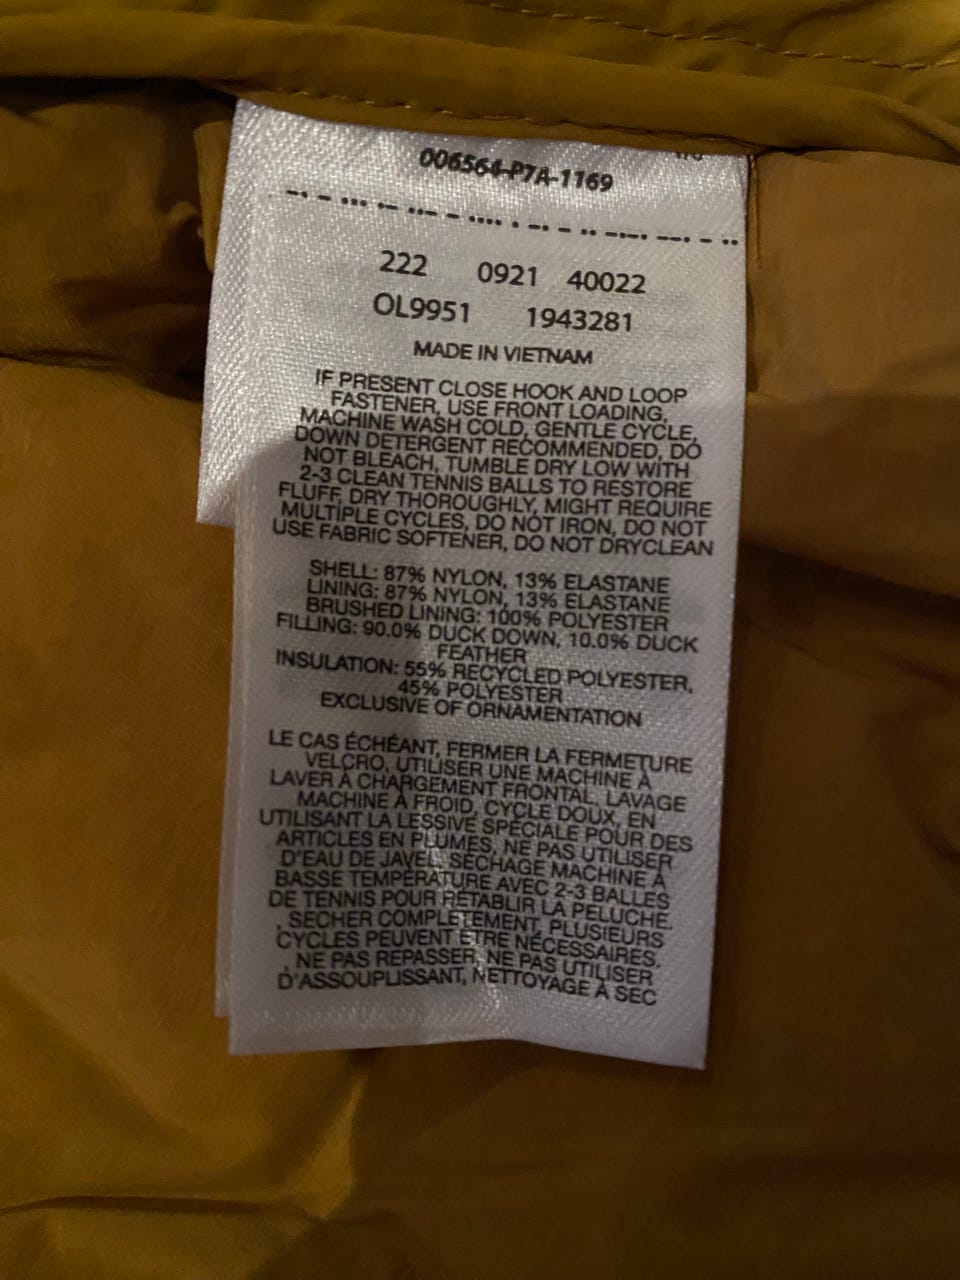 006564-P7A-1169
222 0921 40022
OL9951 1943281
MADE IN VIETNAM
IF PRESENT CLOSE HOOK AND LOOP
FASTENER, USE FRONT LOADING,
MACHINE WASH COLD, GENTLE CYCLE,
DOWN DETERGENT RECOMMENDED, DO
NOT BLEACH, TUMBLE DRY LOW WITH
2-3 CLEAN TENNIS BALLS TO RESTORE
FLUFF, DRY THOROUGHLY, MIGHT REQUIRE
MULTIPLE CYCLES, DO NOT IRON, DO NOT
USE FABRIC SOFTENER, DO NOT DRYCLEAN
SHELL: 87% NYLON, 13% ELASTANE
LINING: 87% NYLON, 13% ELASTANE
BRUSHED LINING: 100% POLYESTER
FILLING: 90.0% DUCK DOWN, 10.0% DUCK
FEATHER
INSULATION: 55% RECYCLED POLYESTER,
45% POLYESTER
EXCLUSIVE OF ORNAMENTATION
LE CAS ÉCHÉANT, FERMER LA FERMETURE
VELCRO, UTILISER UNE MACHINE À
LAVER À CHARGEMENT FRONTAL, LAVAGE
MACHINE À FROID, CYCLE DOUX, EN
UTILISANT LA LESSIVE SPÉCIALE POUR DES
ARTICLES EN PLUMES, NE PAS UTILISER
D'EAU DE JAVEL, SÉCHAGE MACHINE À
BASSE TEMPÉRATURE AVEC 2-3 BALLES
DE TENNIS POUR RÉTABLIR LA PELUCHE.
, SECHER COMPLÈTEMENT, PLUSIEURS
CYCLES PEUVENT ÊTRE NÉCESSAIRES.
, NE PAS REPASSER, NE PAS UTILISER
D'ASSOUPLISSANT, NETTOYAGE À SEC